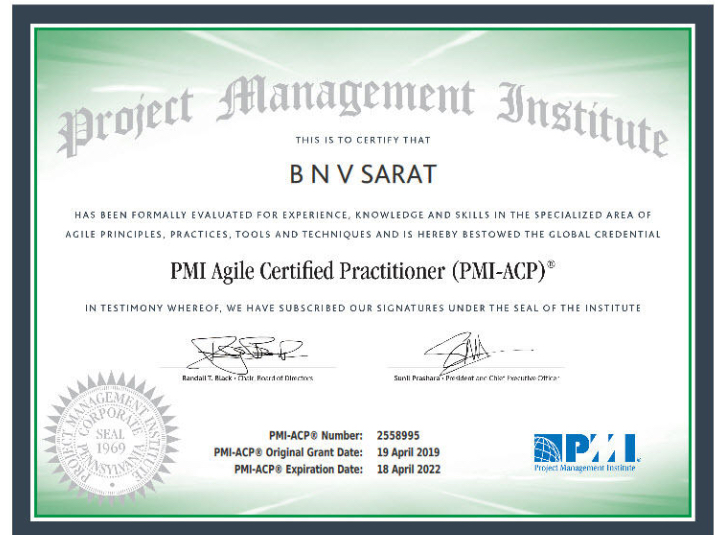 Project Management Institute
THIS IS TO CERTIFY THAT
B N V SARAT
HAS BEEN FORMALLY EVALUATED FOR EXPERIENCE, KNOWLEDGE AND SKILLS IN THE SPECIALIZED AREA OF
AGILE PRINCIPLES, PRACTICES, TOOLS AND TECHNIQUES AND IS HEREBY BESTOWED THE GLOBAL CREDENTIAL
PMI Agile Certified Practitioner (PMI-ACP)®
IN TESTIMONY WHEREOF, WE HAVE SUBSCRIBED OUR SIGNATURES UNDER THE SEAL OF THE INSTITUTE
Randall T. Black • Chair, Board of Directors
Sunil Prashara • President and Chief Executive Officer
PROJECT MANAGEMENT INSTITUTE
PENNSYLVANIA
CORPORATE
SEAL
1969
PMI-ACP® Number: 2558995
PMI-ACP® Original Grant Date: 19 April 2019
PMI-ACP® Expiration Date: 18 April 2022
PMI
Project Management Institute